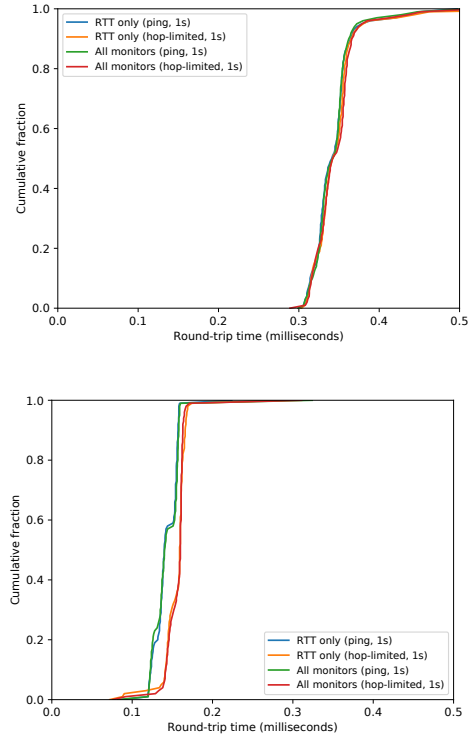 1.0
0.8
0.6
0.4
0.2
0.0
Cumulative fraction
RTT only (ping, 1s)
RTT only (hop-limited, 1s)
All monitors (ping, 1s)
All monitors (hop-limited, 1s)
0.0 0.1 0.2 0.3 0.4 0.5
Round-trip time (milliseconds)
1.0
0.8
0.6
0.4
0.2
0.0
Cumulative fraction
RTT only (ping, 1s)
RTT only (hop-limited, 1s)
All monitors (ping, 1s)
All monitors (hop-limited, 1s)
0.0 0.1 0.2 0.3 0.4 0.5
Round-trip time (milliseconds)